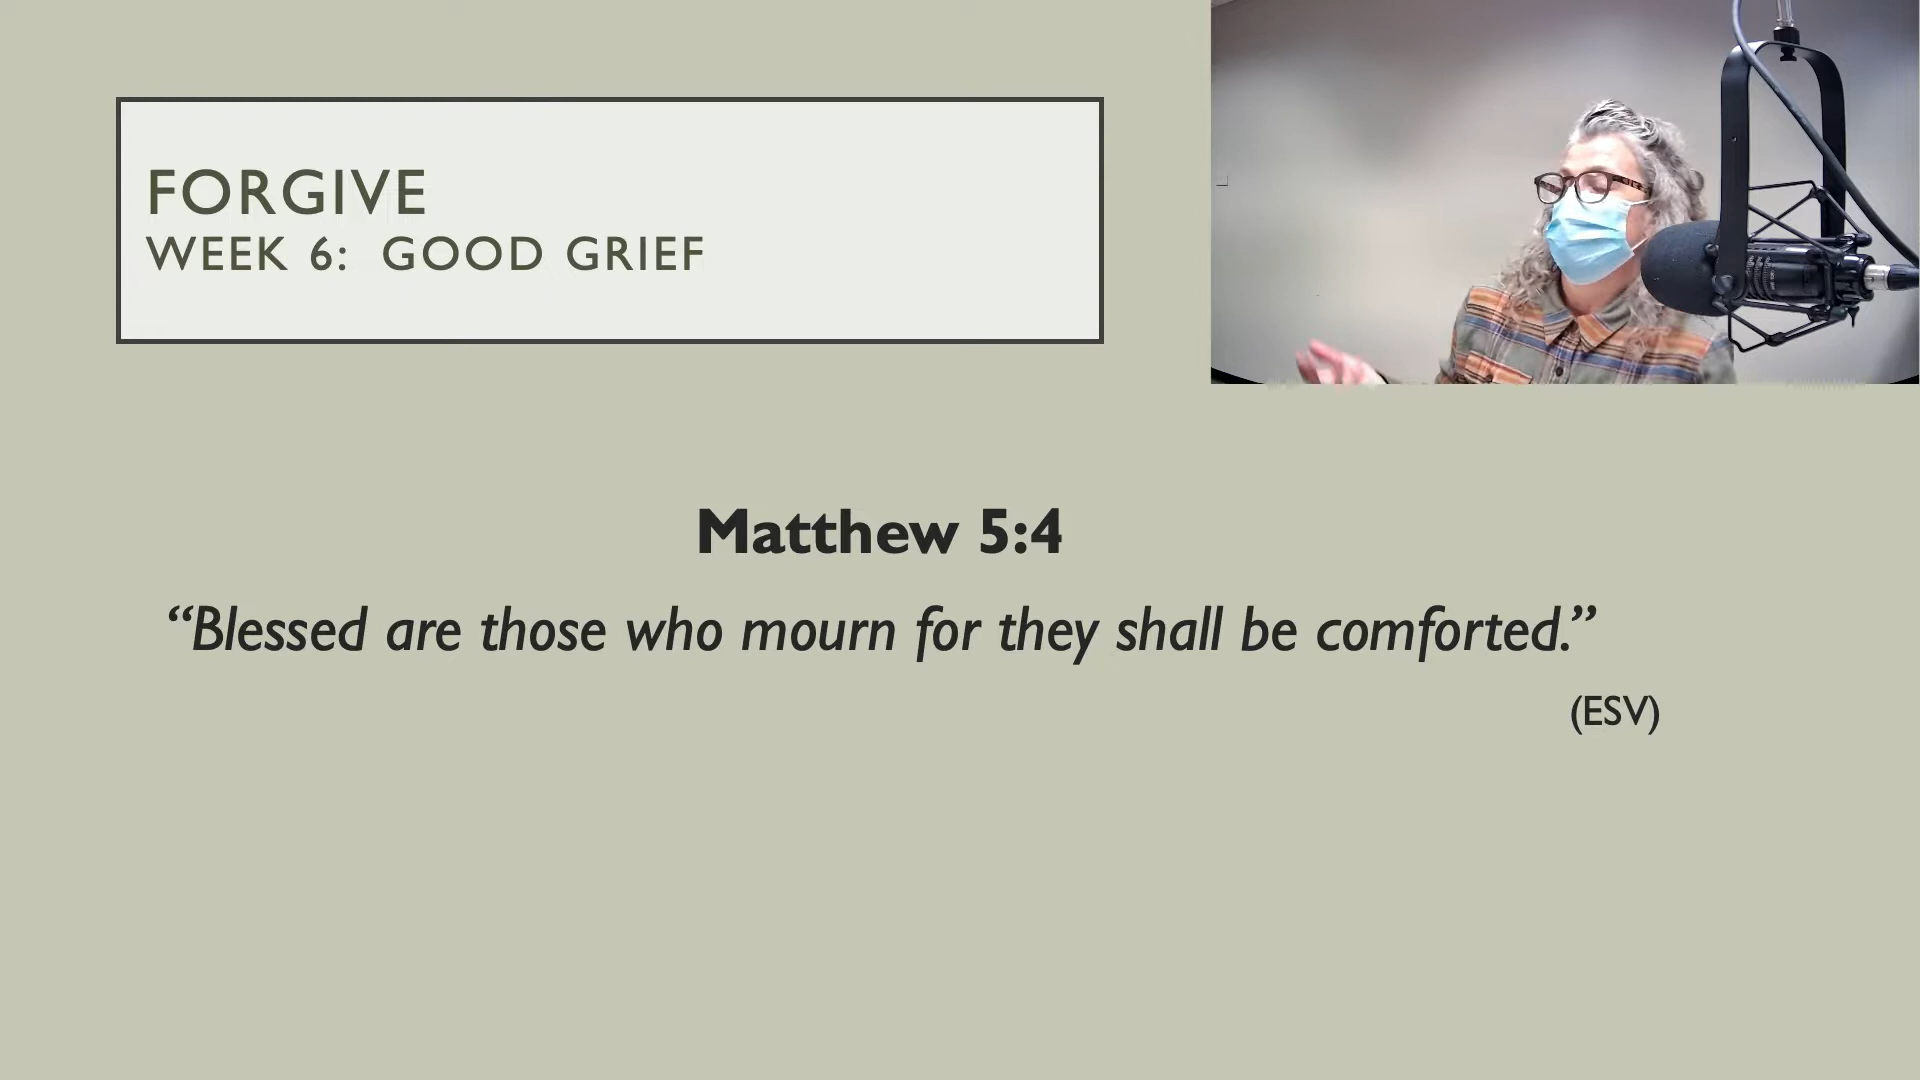 FORGIVE
WEEK 6: GOOD GRIEF
Matthew 5:4
“Blessed are those who mourn for they shall be comforted.”
(ESV)